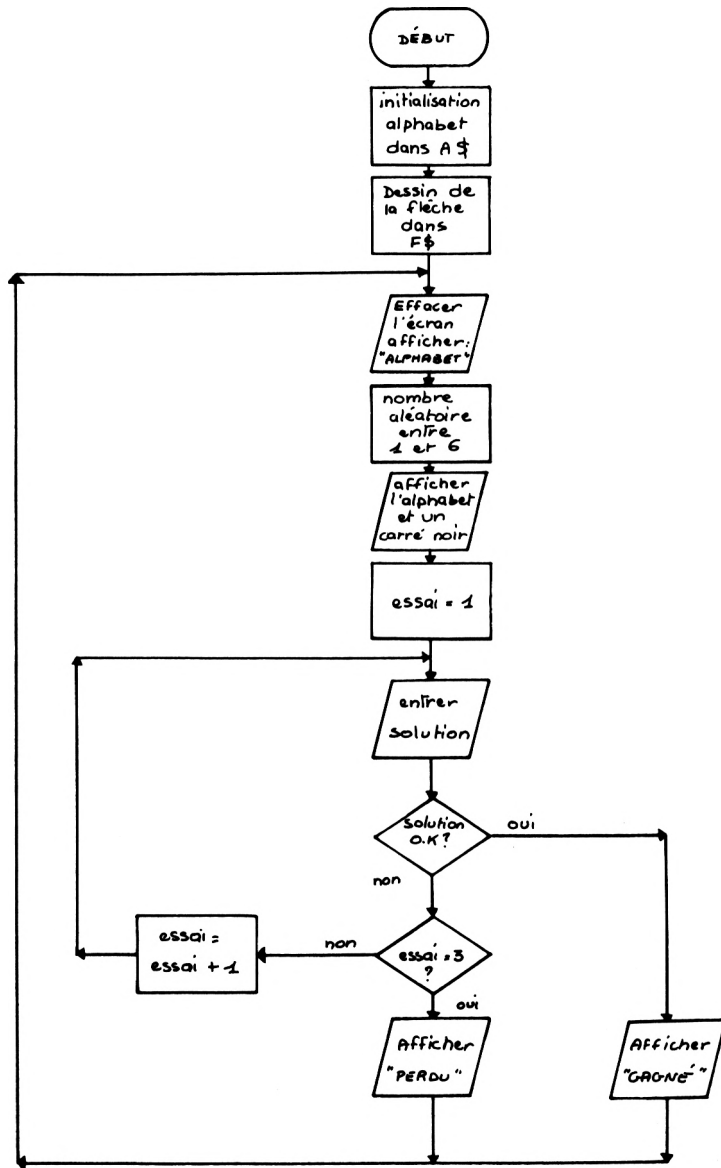 DÉBUT
initialisation
alphabet
dans A$
Dessin de
la flêche
dans
F$
Effacer
l'écran
afficher:
"ALPHABET"
nombre
aléatoire
entre
1 et 6
afficher
l'alphabet
et un
carré noir
essai = 1
entrer
solution
solution
O.K?
oui
non
essai = 3
?
non
essai =
essai + 1
oui
Afficher
"PERDU"
Afficher
"GAGNÉ"